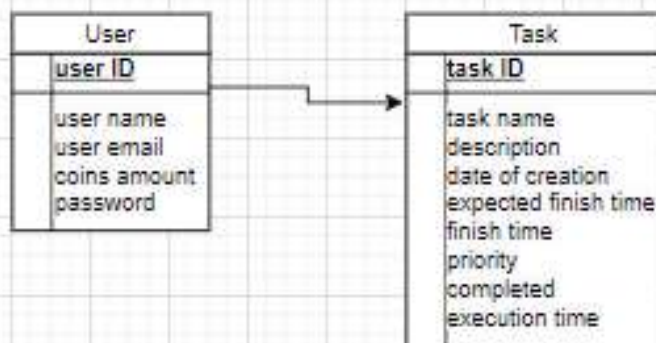 User
user ID
user name
user email
coins amount
password
Task
task ID
task name
description
date of creation
expected finish time
finish time
priority
completed
execution time